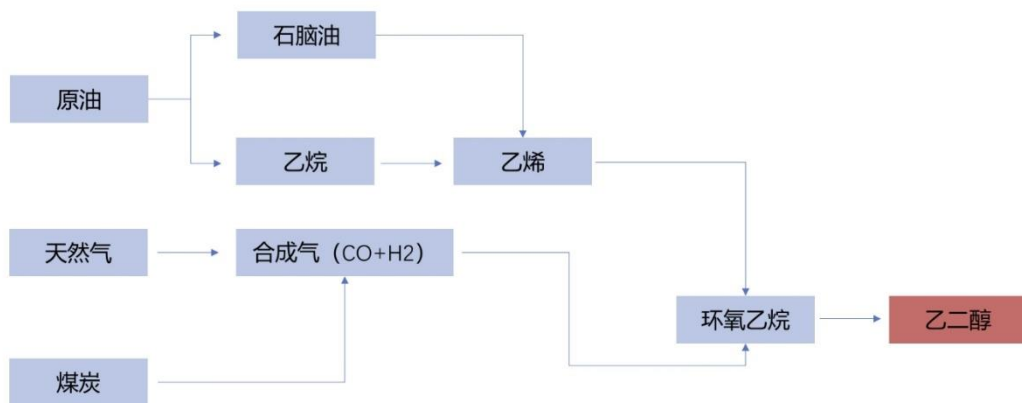 石脑油
原油
乙烷
乙烯
天然气
合成气（CO+H2）
环氧乙烷
乙二醇
煤炭